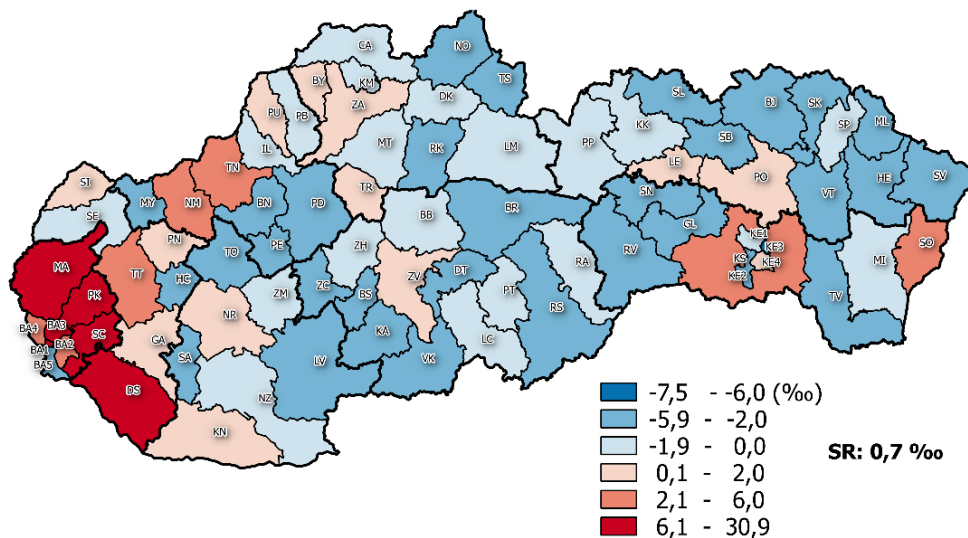 CA
NO
BY
KM
TS
PU
PB
ZA
DK
SL
BJ
SK
SP
ML
IL
MT
RK
LM
PP
KK
SB
TN
LE
PO
HE
SV
SI
MY
NM
BN
PD
TR
SN
VT
SE
BB
BR
GL
PN
TO
PE
ZH
RV
KE1
KE3
SO
MA
TT
HC
ZV
DT
RA
KS
KE4
KE2
MI
PK
ZM
ZC
BS
PT
TV
NR
RS
BA4
BA3
SC
GA
SA
LV
KA
VK
LC
BA1
BA2
BA5
DS
NZ
KN
-7,5 - -6,0 (‰)
-5,9 - -2,0
-1,9 - 0,0
0,1 - 2,0
2,1 - 6,0
6,1 - 30,9
SR: 0,7 ‰